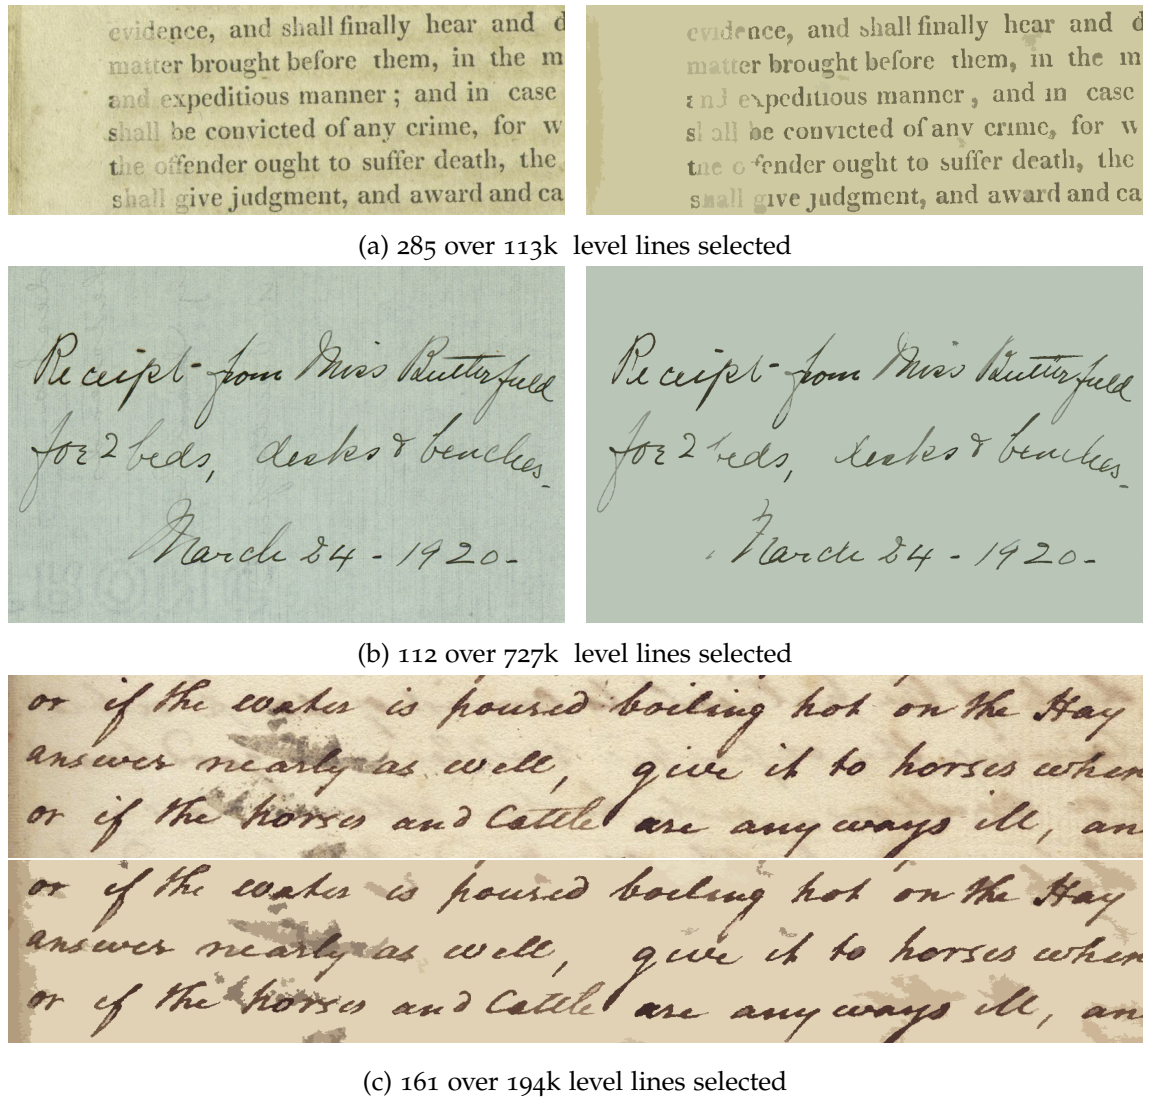 evidence, and shall finally hear and d
matter brought before them, in the m
and expeditious manner; and in case
shall be convicted of any crime, for w
the offender ought to suffer death, the
shall give judgment, and award and ca
evidence, and shall finally hear and d
matter brought before them, in the m
manner, and in case
all be convicted of any crime, for w
the ought to suffer death, the
shall give judgment, and award and ca
(a) 285 over 113k level lines selected
Receipt from Miss Butterfield
for 2 beds, desks & benches.
March 24 - 1920-
Receipt - from Miss Butterfield
for 2 beds, desks & benches.
March 24 - 1920-
(b) 112 over 727k level lines selected
or if the water is poured boiling hot on the Hay
answer nearly as well, give it to horses when
or if the horses and Cattle are any ways ill, an
or if the water is poured boiling hot on the Hay
answer nearly as well, give it to horses when
or if the horses and Cattle are any ways ill, an
(c) 161 over 194k level lines selected